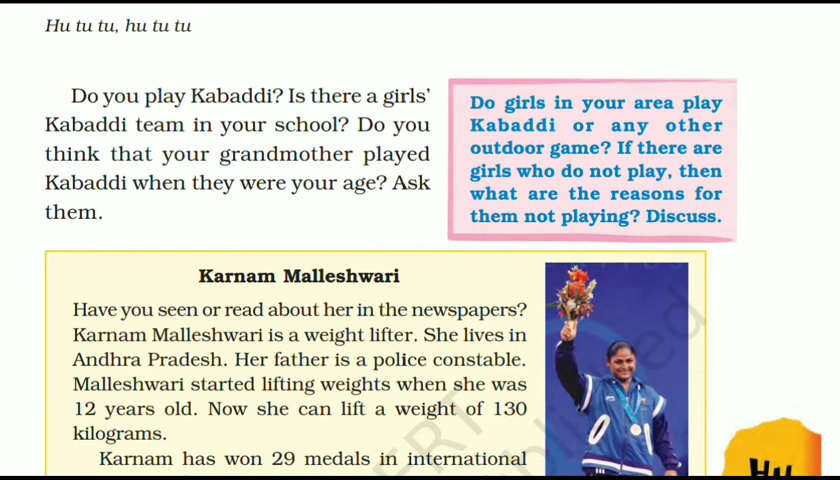 Hu tu tu, hu tu tu
Do you play Kabaddi? Is there a girls’
Kabaddi team in your school? Do you
think that your grandmother played
Kabaddi when they were your age? Ask
them.
Do girls in your area play
Kabaddi or any other
outdoor game? If there are
girls who do not play, then
what are the reasons for
them not playing? Discuss.
Karnam Malleshwari
Have you seen or read about her in the newspapers?
Karnam Malleshwari is a weight lifter. She lives in
Andhra Pradesh. Her father is a police constable.
Malleshwari started lifting weights when she was
12 years old. Now she can lift a weight of 130
kilograms.
Karnam has won 29 medals in international
Hu